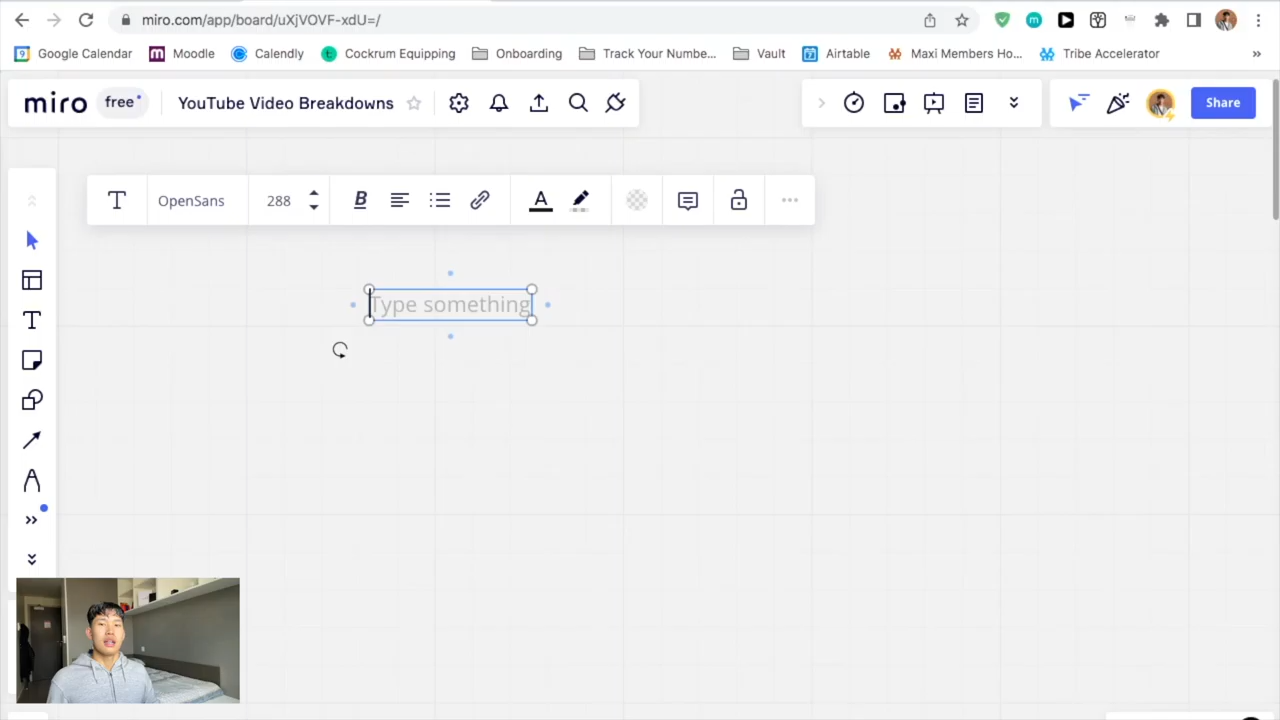 miro.com/app/board/uXjVOVF-xdU=/
Google Calendar Moodle Calendly Cockrum Equipping Onboarding Track Your Numbe... Vault Airtable Maxi Members Ho... Tribe Accelerator
miro free YouTube Video Breakdowns Share
OpenSans 288 B A
Type something